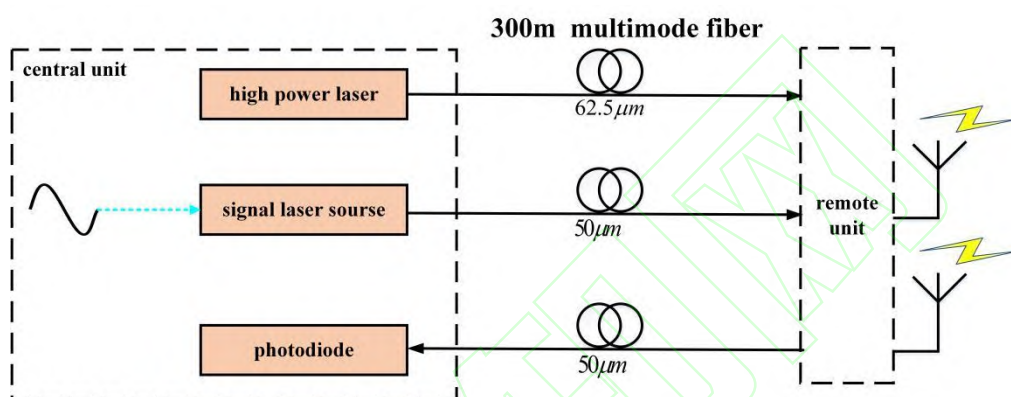 300m multimode fiber
central unit
high power laser
62.5μm
signal laser sourse
50μm
remote
unit
photodiode
50μm